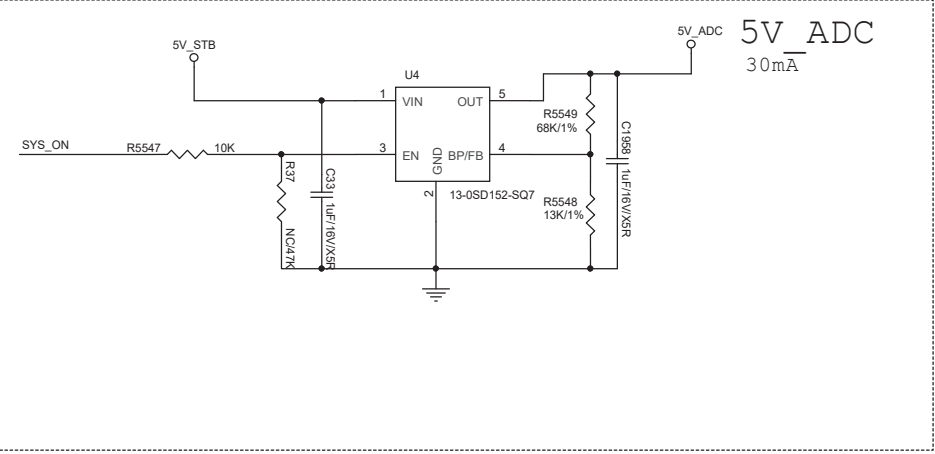 5V_STB
5V_ADC
5V_ADC
30mA
U4
1
VIN
OUT
5
R5549
68K/1%
C1958
1uF/16V/X5R
SYS_ON
R5547
10K
3
EN
GND
BP/FB
4
R37
NC/47K
C33
1uF/16V/X5R
2
13-0SD152-SQ7
R5548
13K/1%